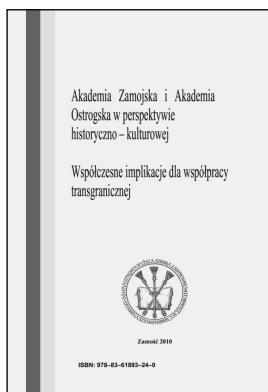 Akademia Zamojska i Akademia
Ostrogska w perspektywie
historyczno – kulturowej
Współczesne implikacje dla współpracy
transgranicznej
Zamość 2010
ISBN: 978–83–61893–24–0